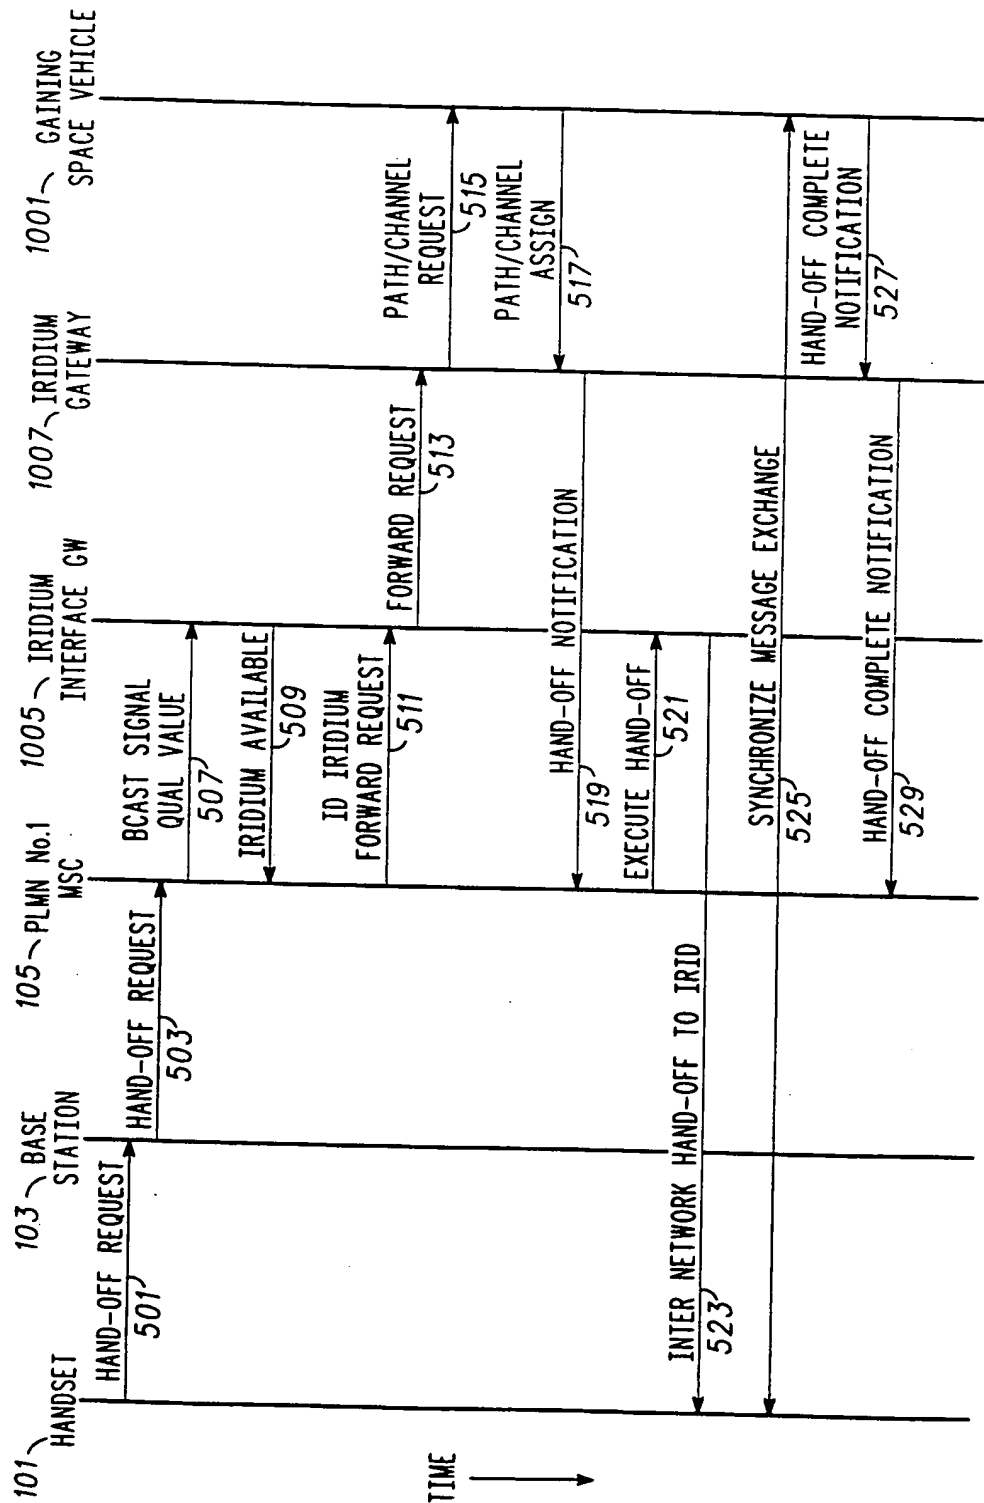 101 HANDSET
103 BASE
STATION
105 PLMN No.1
MSC
1005 IRIDIUM
INTERFACE GW
1007 IRIDIUM
GATEWAY
1001 GAINING
SPACE VEHICLE
HAND-OFF REQUEST
501
HAND-OFF REQUEST
503
BCAST SIGNAL
QUAL VALUE
507
IRIDIUM AVAILABLE
509
ID IRIDIUM
FORWARD REQUEST
511
FORWARD REQUEST
513
PATH/CHANNEL
REQUEST
515
PATH/CHANNEL
ASSIGN
517
HAND-OFF NOTIFICATION
519
EXECUTE HAND-OFF
521
INTER NETWORK HAND-OFF TO IRID
523
SYNCHRONIZE MESSAGE EXCHANGE
525
HAND-OFF COMPLETE
NOTIFICATION
527
HAND-OFF COMPLETE NOTIFICATION
529
TIME